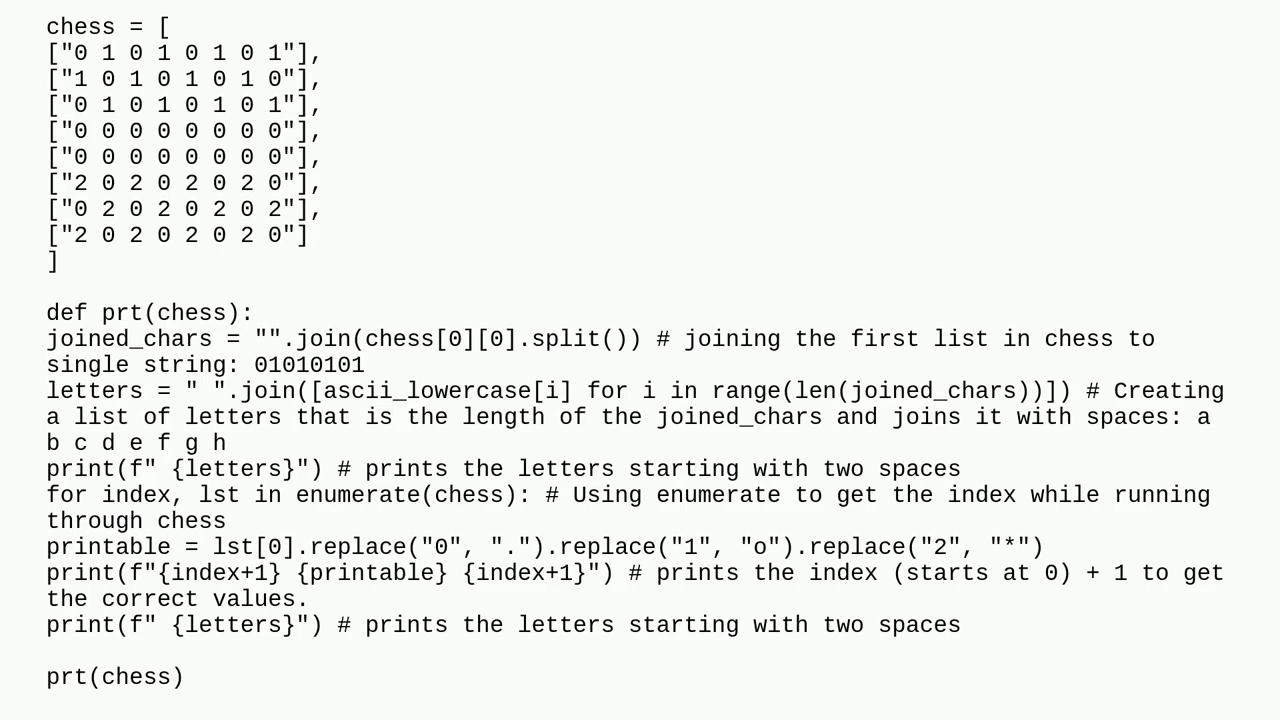 chess = [
["0 1 0 1 0 1 0 1"],
["1 0 1 0 1 0 1 0"],
["0 1 0 1 0 1 0 1"],
["0 0 0 0 0 0 0 0"],
["0 0 0 0 0 0 0 0"],
["2 0 2 0 2 0 2 0"],
["0 2 0 2 0 2 0 2"],
["2 0 2 0 2 0 2 0"]
]

def prt(chess):
joined_chars = "".join(chess[0][0].split()) # joining the first list in chess to
single string: 01010101
letters = " ".join([ascii_lowercase[i] for i in range(len(joined_chars))]) # Creating
a list of letters that is the length of the joined_chars and joins it with spaces: a
b c d e f g h
print(f" {letters}") # prints the letters starting with two spaces
for index, lst in enumerate(chess): # Using enumerate to get the index while running
through chess
printable = lst[0].replace("0", ".").replace("1", "o").replace("2", "*")
print(f"{index+1} {printable} {index+1}") # prints the index (starts at 0) + 1 to get
the correct values.
print(f" {letters}") # prints the letters starting with two spaces

prt(chess)